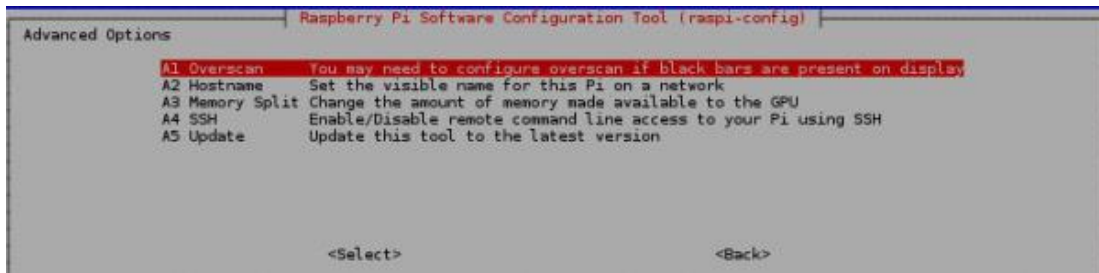 Raspberry Pi Software Configuration Tool (raspi-config)
Advanced Options
A1 Overscan You may need to configure overscan if black bars are present on display
A2 Hostname Set the visible name for this Pi on a network
A3 Memory Split Change the amount of memory made available to the GPU
A4 SSH Enable/Disable remote command line access to your Pi using SSH
A5 Update Update this tool to the latest version
<Select> <Back>